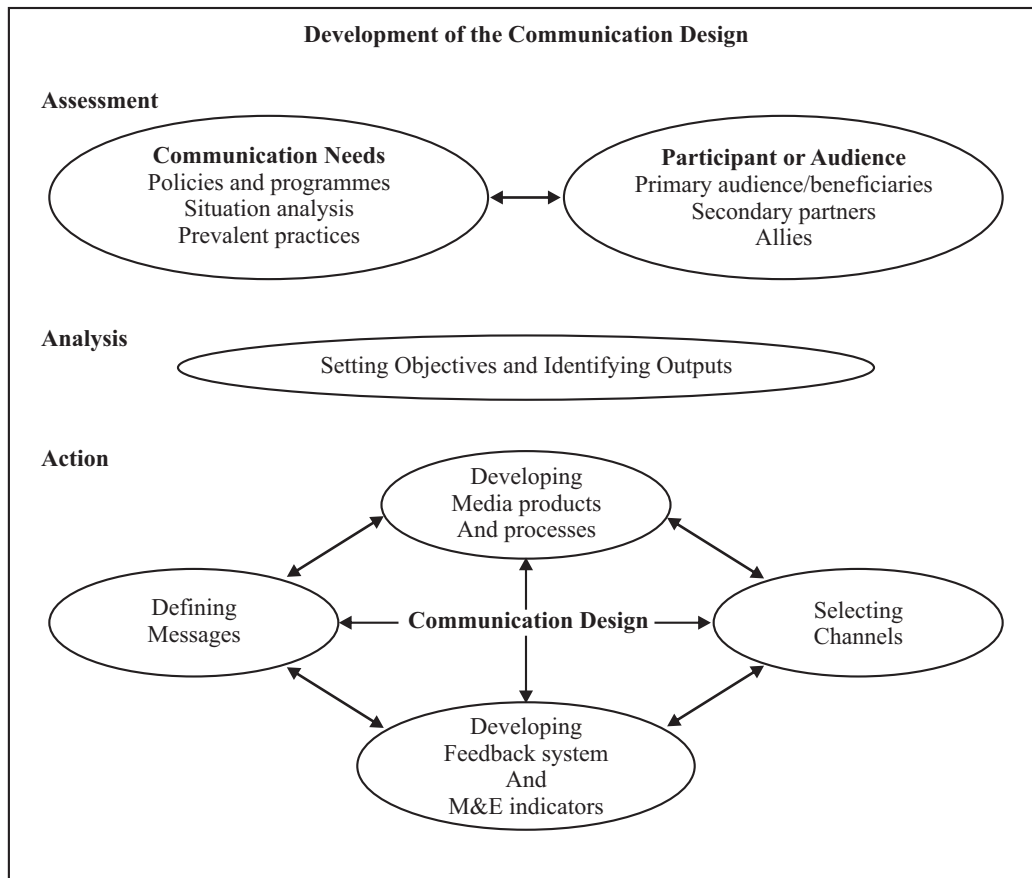 Development of the Communication Design
Assessment
Communication Needs
Policies and programmes
Situation analysis
Prevalent practices
Participant or Audience
Primary audience/beneficiaries
Secondary partners
Allies
Analysis
Setting Objectives and Identifying Outputs
Action
Developing
Media products
And processes
Defining
Messages
Communication Design
Selecting
Channels
Developing
Feedback system
And
M&E indicators